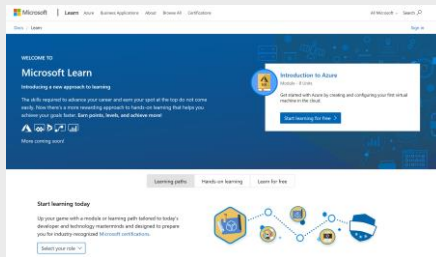 Microsoft Learn Azure Business Applications About Browse All Certifications All Microsoft Search
Docs / Learn Sign in
WELCOME TO
Microsoft Learn
Introducing a new approach to learning
The skills required to advance your career and earn your spot at the top do not come
easily. Now there's a more rewarding approach to hands-on learning that helps you
achieve your goals faster. Earn points, levels, and achieve more!
More coming soon!
Introduction to Azure
Module
Get started with Azure by creating and configuring your first virtual
machine in the cloud.
Start learning for free
Learning paths Hands-on learning Learn for free
Start learning today
Up your game with a module or learning path tailored to today's
developer and technology masterminds and designed to prepare
you for industry-recognized Microsoft certifications.
Select your role